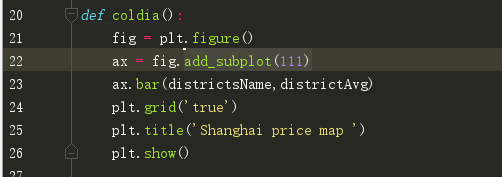 20 def coldia():
21 fig = plt.figure()
22 ax = fig.add_subplot(111)
23 ax.bar(districtsName,districtAvg)
24 plt.grid('true')
25 plt.title('Shanghai price map ')
26 plt.show()